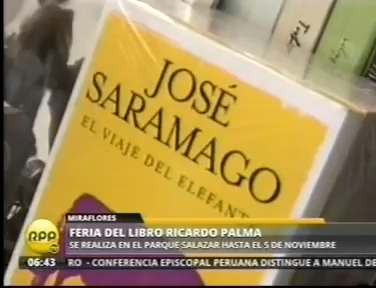 JOSÉ
SARAMAGO
EL VIAJE DEL ELEFANT
MIRAFLORES
FERIA DEL LIBRO RICARDO PALMA
SE REALIZA EN EL PARQUE SALAZAR HASTA EL 5 DE NOVIEMBRE
rpp
06:43 RO - CONFERENCIA EPISCOPAL PERUANA DISTINGUE A MANUEL DE